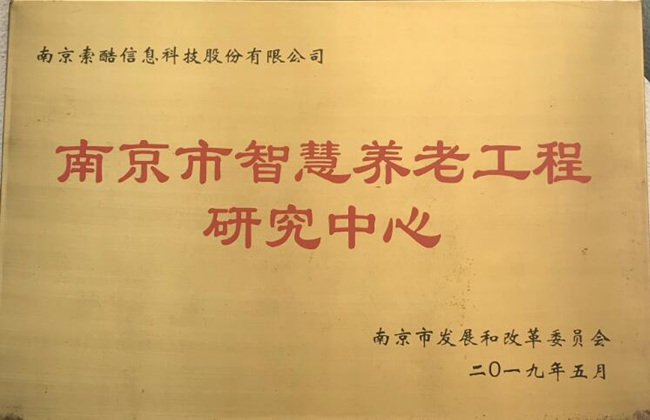 南京索酷信息科技股份有限公司
南京市智慧养老工程
研究中心
南京市发展和改革委员会
二〇一九年五月